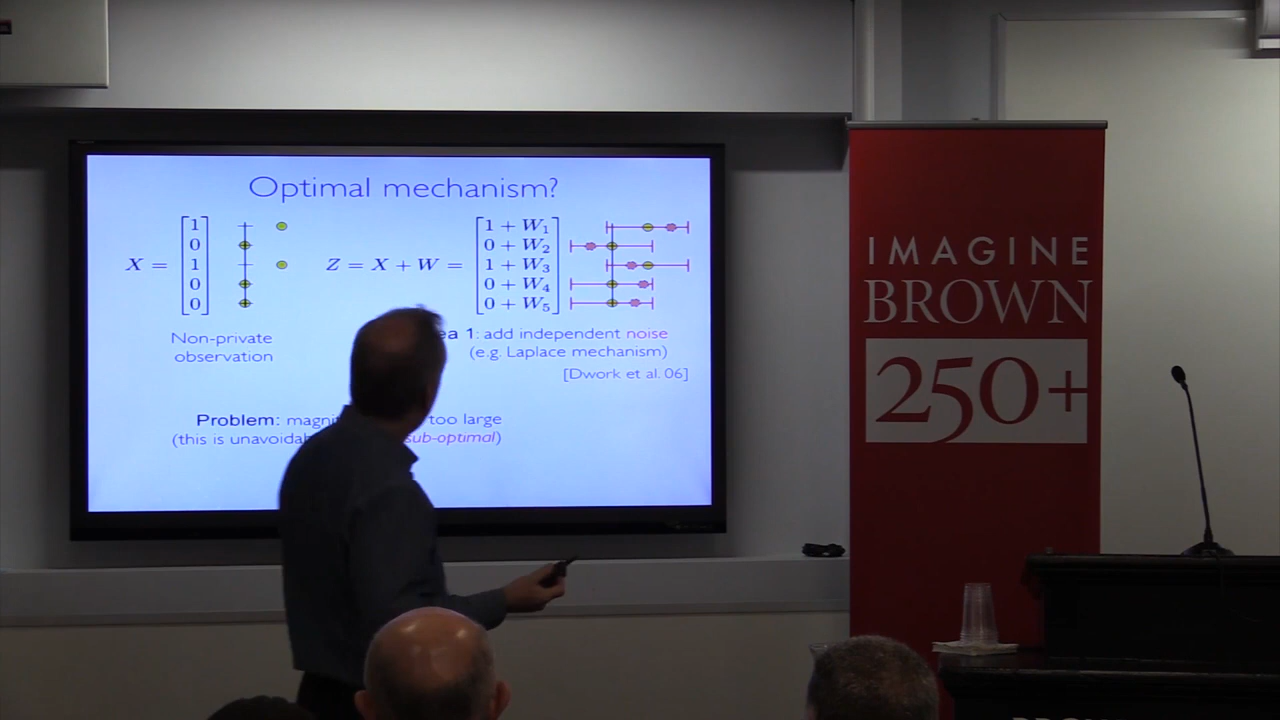 Optimal mechanism?
X = [1 0 1 0 0]
Z = X + W = [1 + W₁ 0 + W₂ 1 + W₃ 0 + W₄ 0 + W₅]
Non-private
observation
1: add independent noise
(e.g. Laplace mechanism)
[Dwork et al. 06]
Problem: too large
(this is sub-optimal)
IMAGINE
BROWN
250+